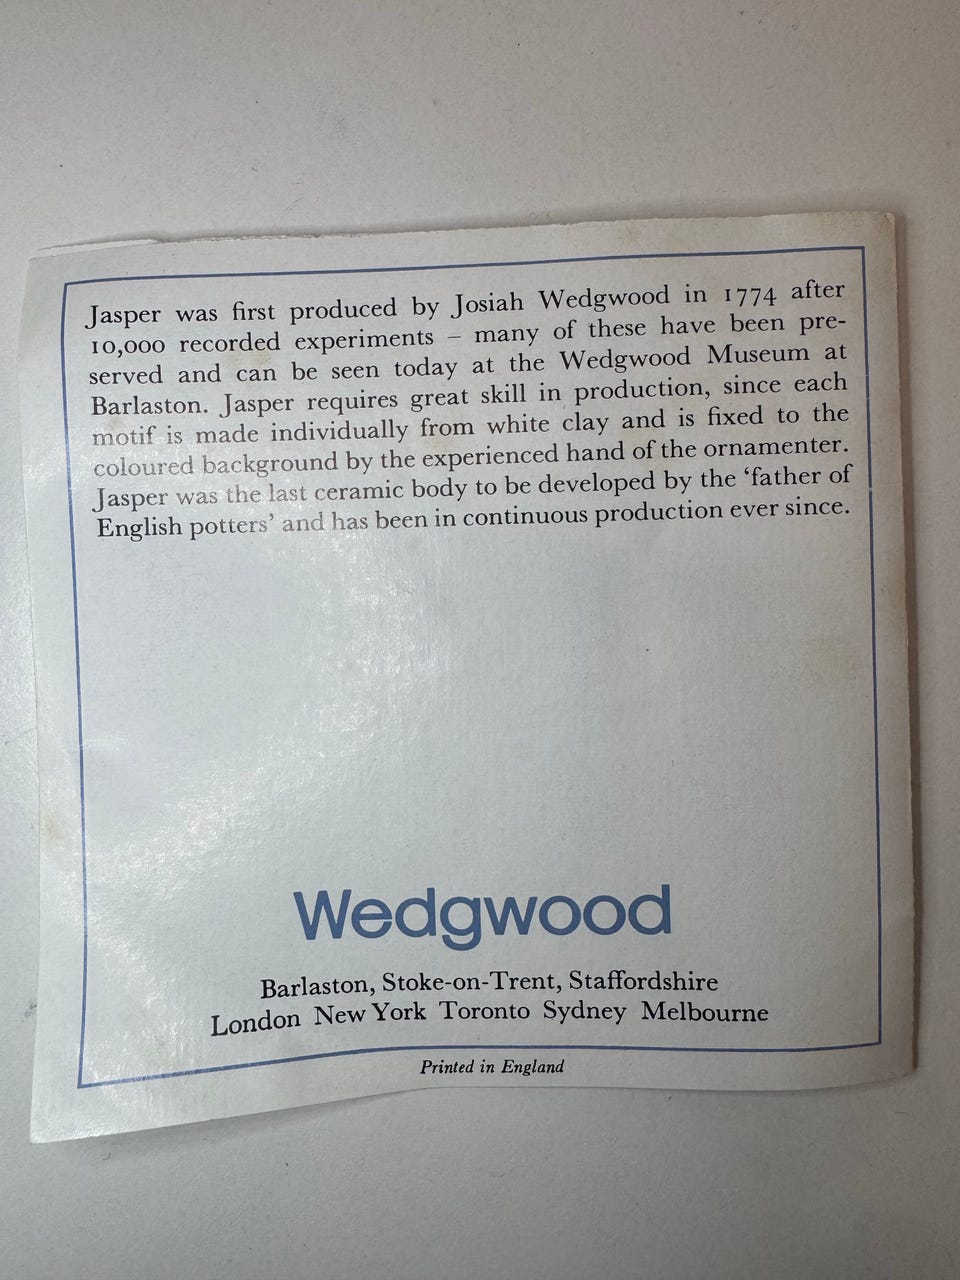 Jasper was first produced by Josiah Wedgwood in 1774 after
10,000 recorded experiments – many of these have been pre-
served and can be seen today at the Wedgwood Museum at
Barlaston. Jasper requires great skill in production, since each
motif is made individually from white clay and is fixed to the
coloured background by the experienced hand of the ornamenter.
Jasper was the last ceramic body to be developed by the ‘father of
English potters’ and has been in continuous production ever since.
Wedgwood
Barlaston, Stoke-on-Trent, Staffordshire
London New York Toronto Sydney Melbourne
Printed in England